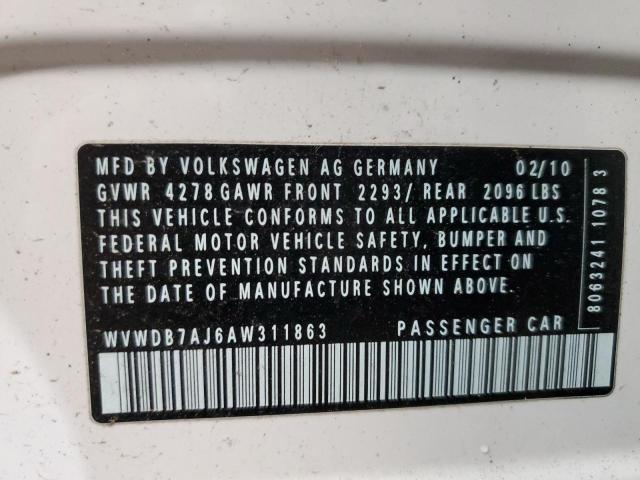 MFD BY VOLKSWAGEN AG GERMANY 02/10
GVWR 4278 GAWR FRONT 2293/ REAR 2096 LBS
THIS VEHICLE CONFORMS TO ALL APPLICABLE U.S.
FEDERAL MOTOR VEHICLE SAFETY, BUMPER AND
THEFT PREVENTION STANDARDS IN EFFECT ON
THE DATE OF MANUFACTURE SHOWN ABOVE.
WVWDB7AJ6AW311863 PASSENGER CAR
8063241 1078 3